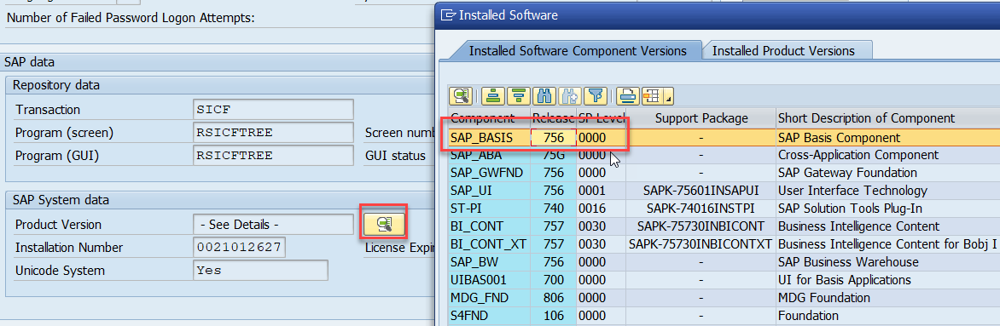 Number of Failed Password Logon Attempts:
SAP data
Repository data
Transaction SICF
Program (screen) RSICFTREE Screen numb
Program (GUI) RSICFTREE GUI status
SAP System data
Product Version - See Details -
Installation Number 0021012627 License Expir
Unicode System Yes
Installed Software
Installed Software Component Versions Installed Product Versions
Component Release SP-Level Support Package Short Description of Component
SAP_BASIS 756 0000 - SAP Basis Component
SAP_ABA 75G 0000 - Cross-Application Component
SAP_GWFND 756 0000 - SAP Gateway Foundation
SAP_UI 756 0001 SAPK-75601INSAPUI User Interface Technology
ST-PI 740 0016 SAPK-74016INSTPI SAP Solution Tools Plug-In
BI_CONT 757 0030 SAPK-75730INBICONT Business Intelligence Content
BI_CONT_XT 757 0030 SAPK-75730INBICONTXT Business Intelligence Content for Bobj I
SAP_BW 756 0000 - SAP Business Warehouse
UIBAS001 700 0000 - UI for Basis Applications
MDG_FND 806 0000 - MDG Foundation
S4FND 106 0000 - Foundation